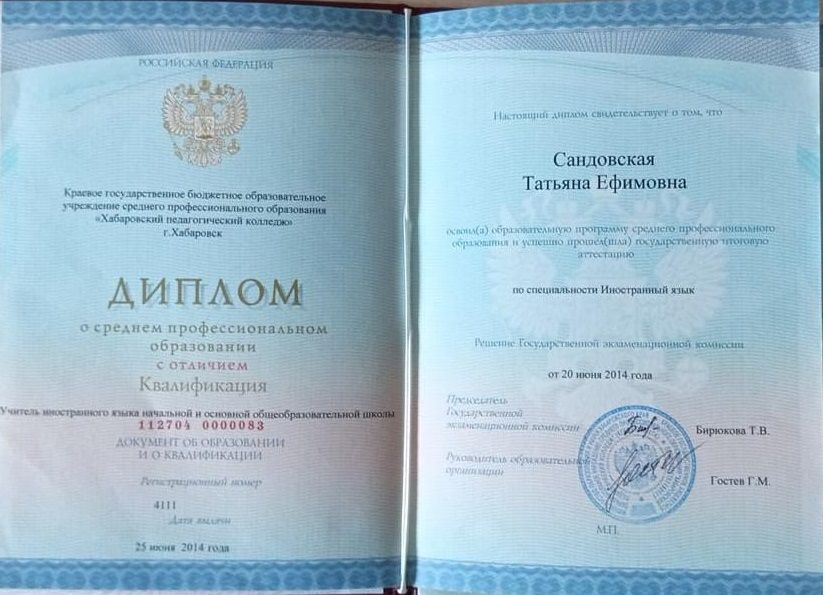 РОССИЙСКАЯ ФЕДЕРАЦИЯ
Краевое государственное бюджетное образовательное
учреждение среднего профессионального образования
«Хабаровский педагогический колледж»
г.Хабаровск
ДИПЛОМ
о среднем профессиональном
образовании
с отличием
Квалификация
Учитель иностранного языка начальной и основной общеобразовательной школы
112704 0000083
ДОКУМЕНТ ОБ ОБРАЗОВАНИИ
И О КВАЛИФИКАЦИИ
Регистрационный номер
4111
Дата выдачи
25 июня 2014 года
Настоящий диплом свидетельствует о том, что
Сандовская
Татьяна Ефимовна
освоил(а) образовательную программу среднего профессионального
образования и успешно прошел(шла) государственную итоговую
аттестацию
по специальности Иностранный язык
Решение Государственной экзаменационной комиссии
от 20 июня 2014 года
Председатель
Государственной
экзаменационной комиссии
Бирюкова Т.В.
Руководитель образовательной
организации
Гостев Г.М.
М.П.